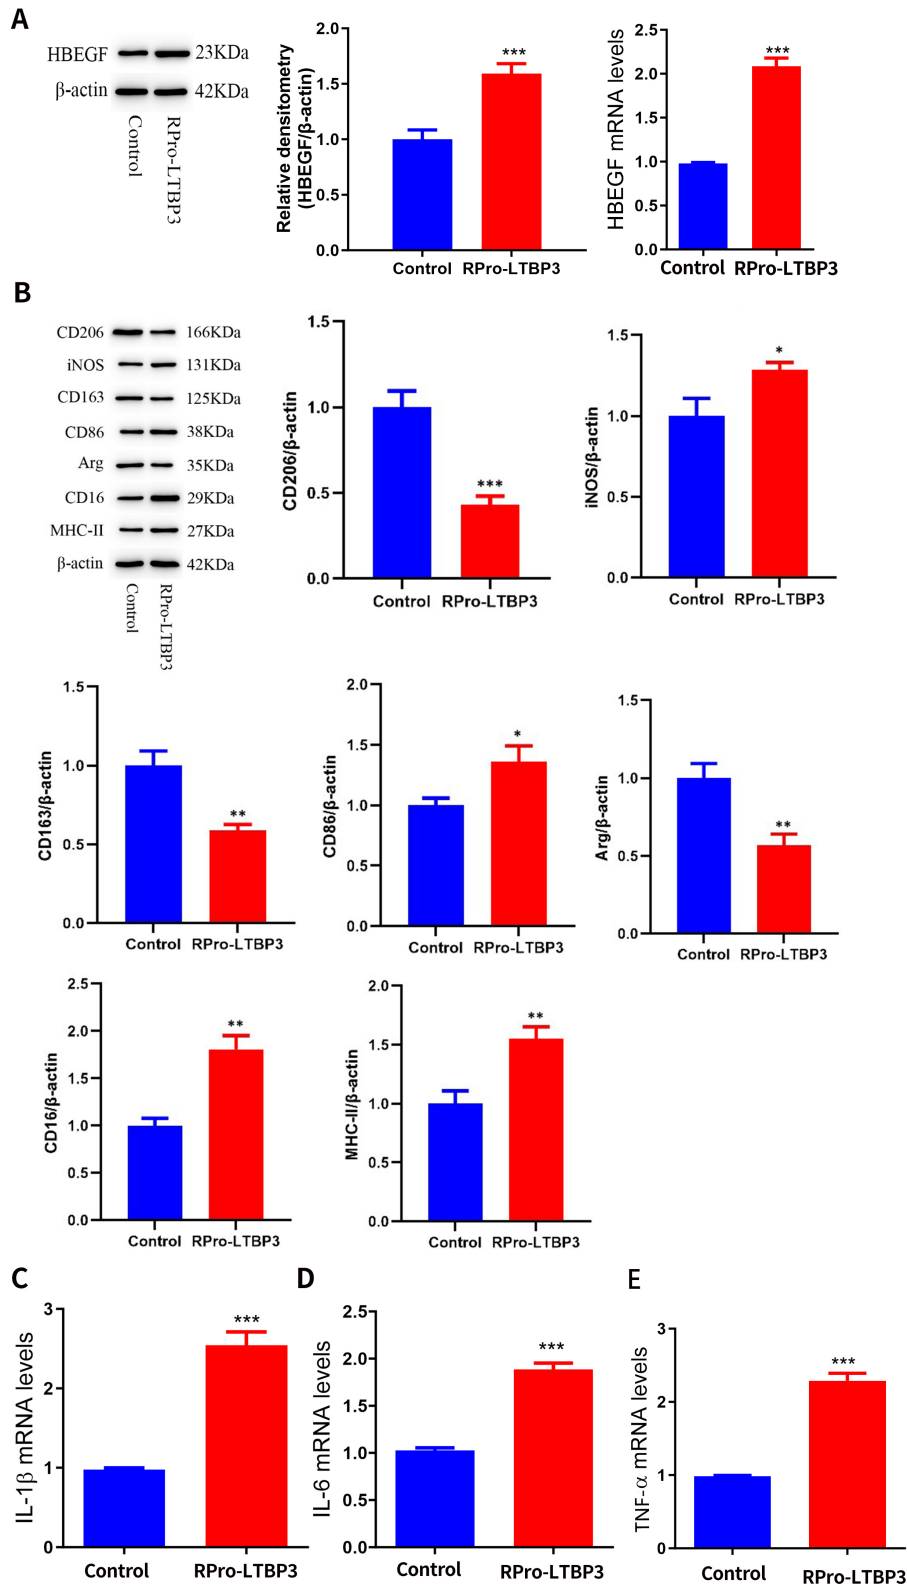 A
HBEGF 23KDa
β-actin 42KDa
Control
RPro-LTBP3
Relative densitometry
(HBEGF/β-actin)
2.0
1.5
1.0
0.5
0.0
***
Control RPro-LTBP3
HBEGF mRNA levels
2.5
2.0
1.5
1.0
0.5
0.0
***
Control RPro-LTBP3
B
CD206 166KDa
iNOS 131KDa
CD163 125KDa
CD86 38KDa
Arg 35KDa
CD16 29KDa
MHC-II 27KDa
β-actin 42KDa
Control
RPro-LTBP3
CD206/β-actin
1.5
1.0
0.5
0.0
***
Control RPro-LTBP3
iNOS/β-actin
1.5
1.0
0.5
0.0
*
Control RPro-LTBP3
CD163/β-actin
1.5
1.0
0.5
0.0
**
Control RPro-LTBP3
CD86/β-actin
2.0
1.5
1.0
0.5
0.0
*
Control RPro-LTBP3
Arg/β-actin
1.5
1.0
0.5
0.0
**
Control RPro-LTBP3
CD16/β-actin
2.5
2.0
1.5
1.0
0.5
0.0
**
Control RPro-LTBP3
MHC-II/β-actin
2.0
1.5
1.0
0.5
0.0
**
Control RPro-LTBP3
C
IL-1β mRNA levels
3
2
1
0
***
Control RPro-LTBP3
D
IL-6 mRNA levels
2.5
2.0
1.5
1.0
0.5
0.0
***
Control RPro-LTBP3
E
TNF-α mRNA levels
3
2
1
0
***
Control RPro-LTBP3